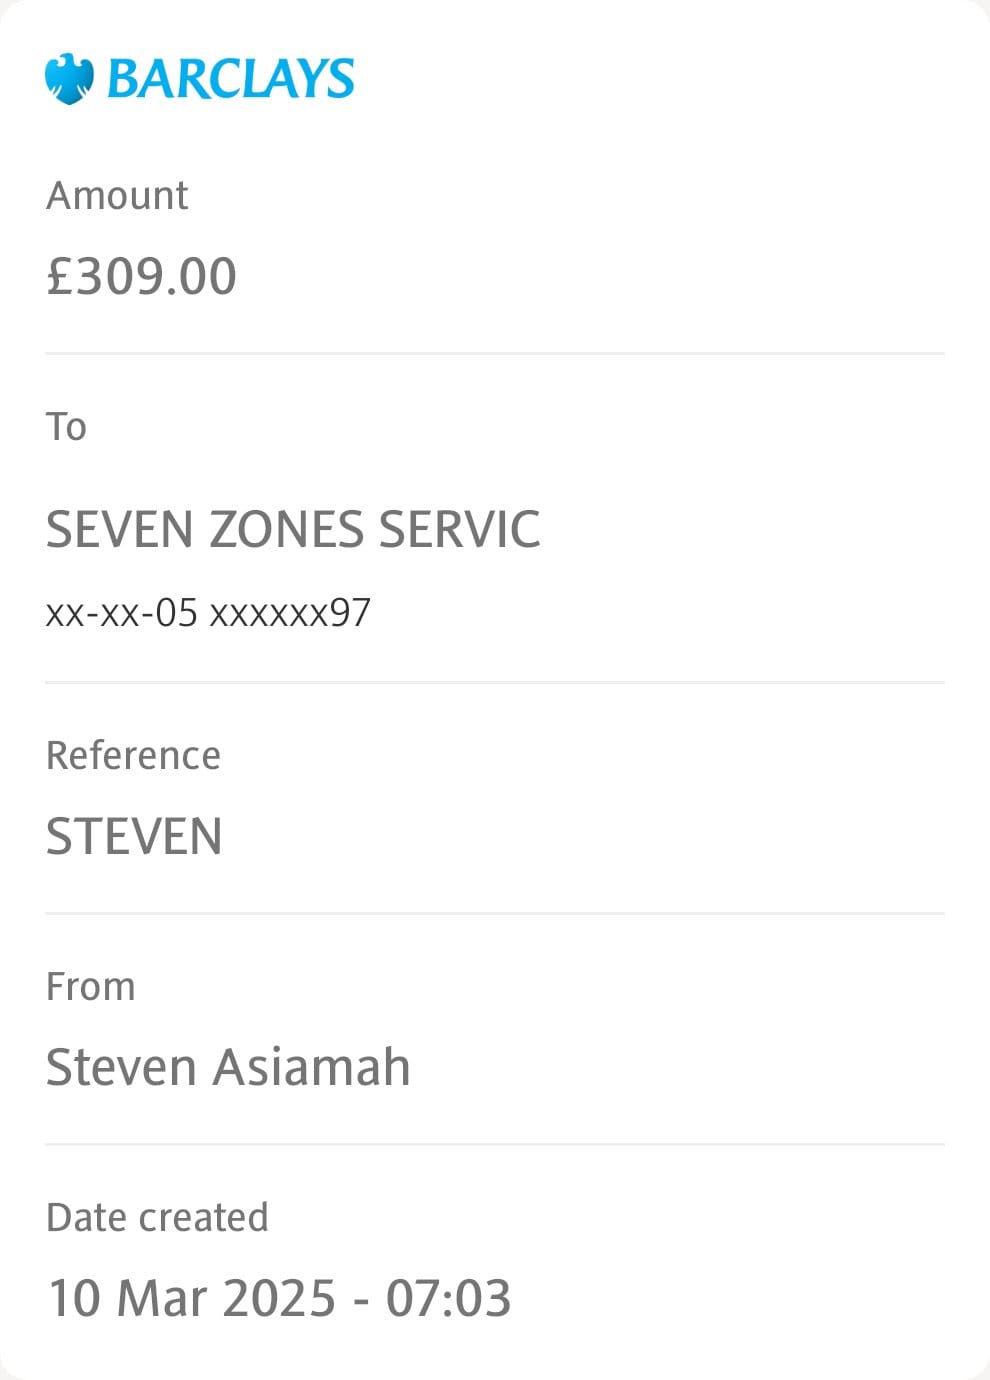 BARCLAYS
Amount
£309.00
To
SEVEN ZONES SERVIC
xx-xx-05 xxxxxx97
Reference
STEVEN
From
Steven Asiamah
Date created
10 Mar 2025 - 07:03